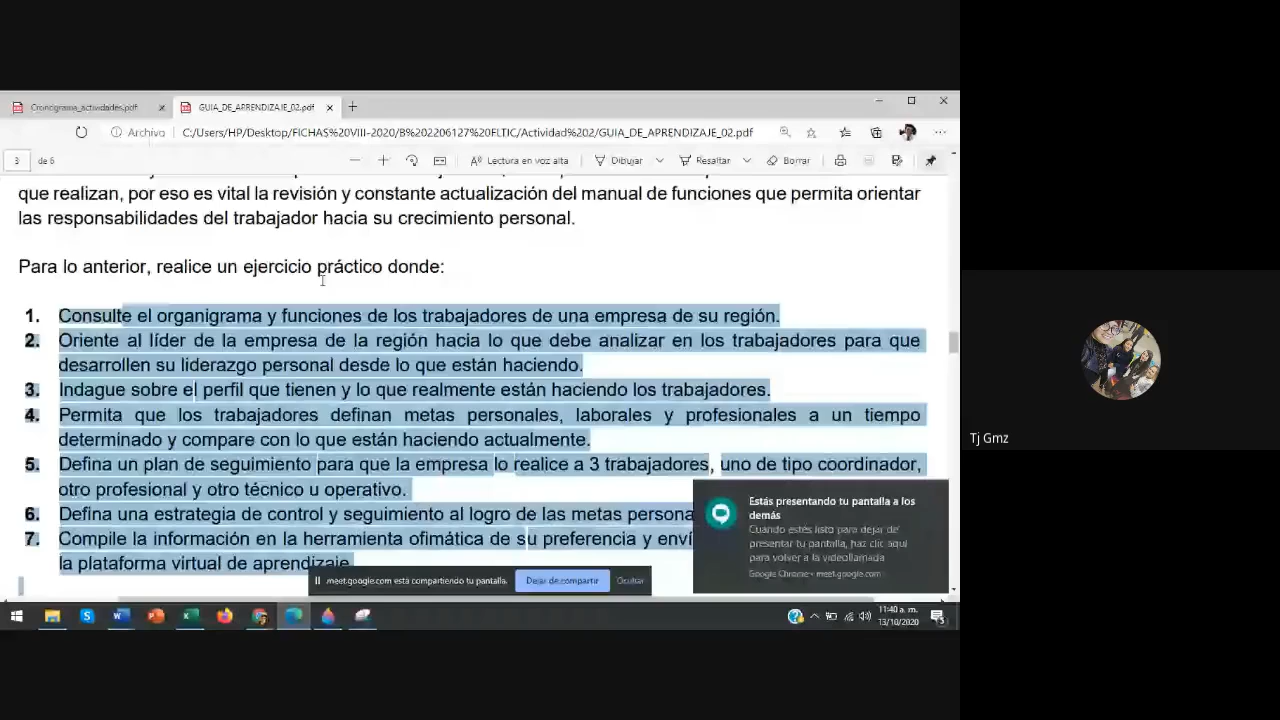 Cronograma_actividades.pdf
GUIA_DE_APRENDIZAJE_02.pdf
Archivo
C:/Users/HP/Desktop/FICHAS%20VIII-2020/B%202206127%20FLTIC/Actividad%202/GUIA_DE_APRENDIZAJE_02.pdf
3 de 6
Lectura en voz alta
Dibujar
Resaltar
Borrar
que realizan, por eso es vital la revisión y constante actualización del manual de funciones que permita orientar
las responsabilidades del trabajador hacia su crecimiento personal.
Para lo anterior, realice un ejercicio práctico donde:
1. Consulte el organigrama y funciones de los trabajadores de una empresa de su región.
2. Oriente al líder de la empresa de la región hacia lo que debe analizar en los trabajadores para que
desarrollen su liderazgo personal desde lo que están haciendo.
3. Indague sobre el perfil que tienen y lo que realmente están haciendo los trabajadores.
4. Permita que los trabajadores definan metas personales, laborales y profesionales a un tiempo
determinado y compare con lo que están haciendo actualmente.
5. Defina un plan de seguimiento para que la empresa lo realice a 3 trabajadores, uno de tipo coordinador,
otro profesional y otro técnico u operativo.
6. Defina una estrategia de control y seguimiento al logro de las metas persona
7. Compile la información en la herramienta ofimática de su preferencia y enví
la plataforma virtual de aprendizaje.
Estás presentando tu pantalla a los
demás
Cuando estés listo para dejar de
presentar tu pantalla, haz clic aquí
para volver a la videollamada
Google Chrome • meet.google.com
meet.google.com está compartiendo tu pantalla.
Dejar de compartir
Ocultar
11:40 a. m.
13/10/2020
Tj Gmz